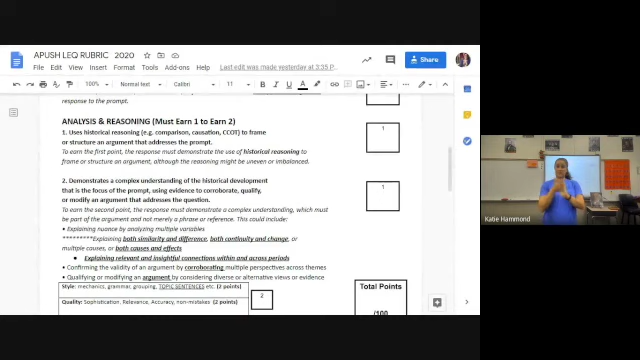 APUSH LEQ RUBRIC 2020
File Edit View Insert Format Tools Add-ons Help Last edit was made yesterday at 3:35 PM
Share
100% Normal text Calibri 11
response to the prompt.
ANALYSIS & REASONING (Must Earn 1 to Earn 2)
1. Uses historical reasoning (e.g. comparison, causation, CCOT) to frame
or structure an argument that addresses the prompt.
To earn the first point, the response must demonstrate the use of historical reasoning to
frame or structure an argument, although the reasoning might be uneven or imbalanced.
1
2. Demonstrates a complex understanding of the historical development
that is the focus of the prompt, using evidence to corroborate, qualify,
or modify an argument that addresses the question.
To earn the second point, the response must demonstrate a complex understanding, which must
be part of the argument and not merely a phrase or reference. This could include:
1
• Explaining nuance by analyzing multiple variables
********Explaining both similarity and difference, both continuity and change, or
multiple causes, or both causes and effects
• Explaining relevant and insightful connections within and across periods
• Confirming the validity of an argument by corroborating multiple perspectives across themes
• Qualifying or modifying an argument by considering diverse or alternative views or evidence
Style: mechanics, grammar, grouping, TOPIC SENTENCES etc. (2 points)
2
Quality: Sophistication, Relevance, Accuracy, non-mistakes (2 points)
Total Points
/100
Katie Hammond